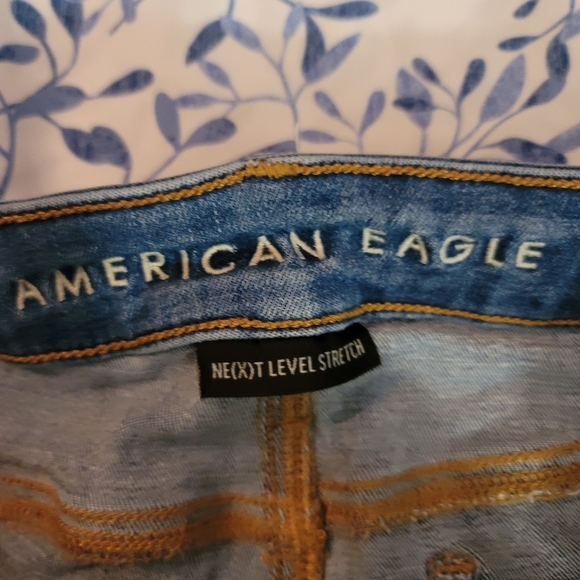 AMERICAN EAGLE
NE(X)T LEVEL STRETCH